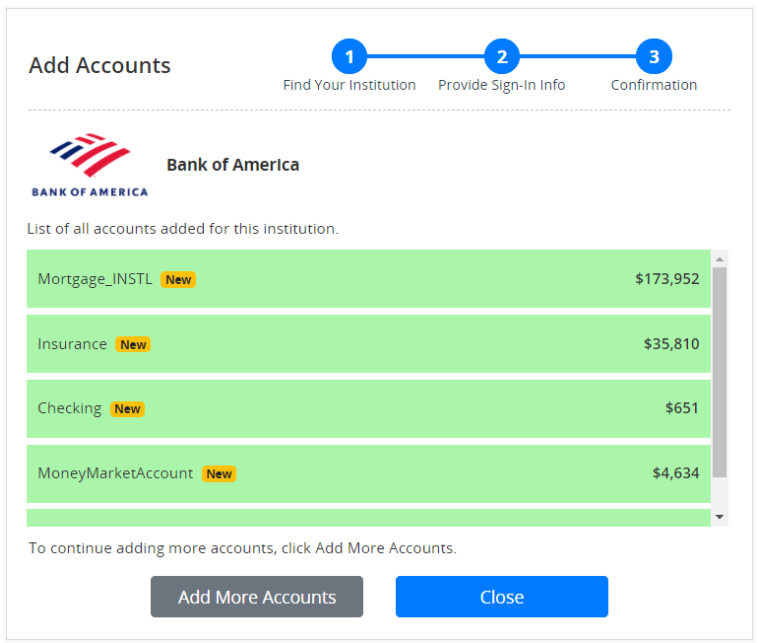 Add Accounts
1 2 3
Find Your Institution Provide Sign-In Info Confirmation
BANK OF AMERICA
Bank of America
List of all accounts added for this institution.
Mortgage_INSTL New $173,952
Insurance New $35,810
Checking New $651
MoneyMarketAccount New $4,634
To continue adding more accounts, click Add More Accounts.
Add More Accounts Close